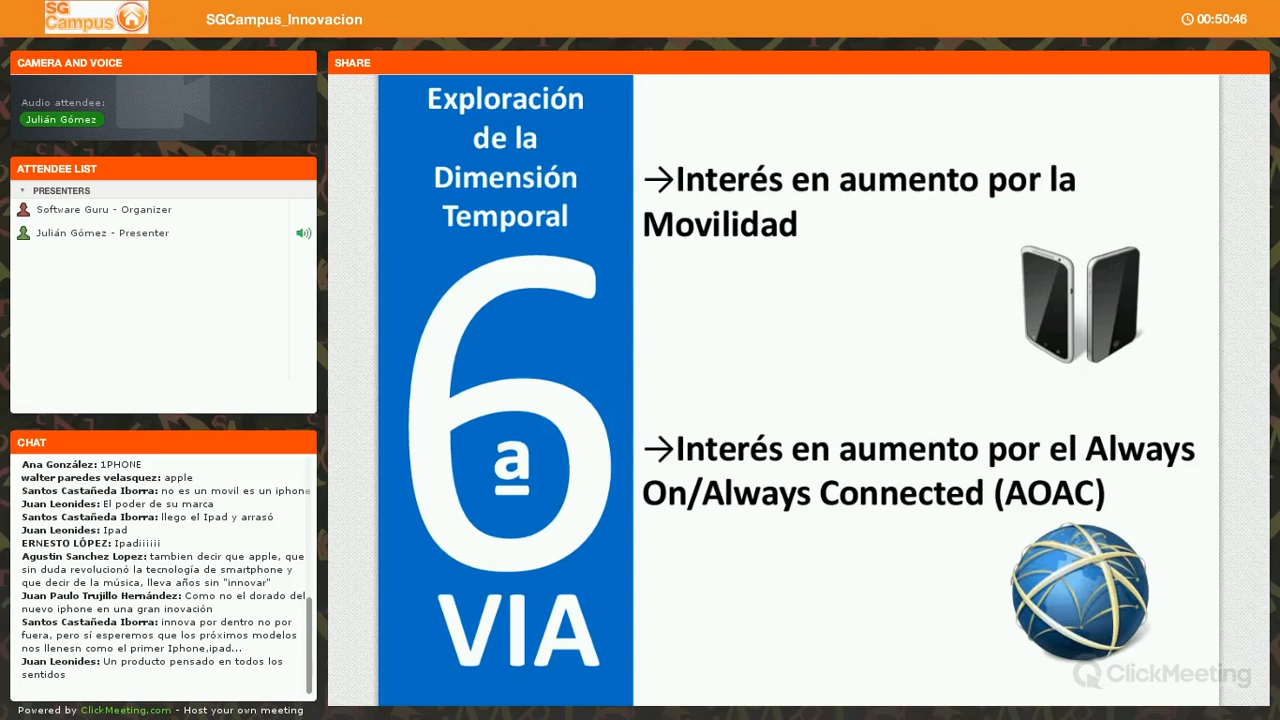 SG
Campus
SGCampus_Innovacion
00:50:46
CAMERA AND VOICE
Audio attendee:
Julián Gómez
ATTENDEE LIST
PRESENTERS
Software Guru - Organizer
Julián Gómez - Presenter
CHAT
Ana González: 1PHONE
walter paredes velasquez: apple
Santos Castañeda Iborra: no es un movil es un iphone
Juan Leonides: El poder de su marca
Santos Castañeda Iborra: llego el Ipad y arrasó
Juan Leonides: Ipad
ERNESTO LÓPEZ: Ipadiiiiii
Agustin Sanchez Lopez: tambien decir que apple, que
sin duda revolucionó la tecnología de smartphone y
que decir de la música, lleva años sin "innovar"
Juan Paulo Trujillo Hernández: Como no el dorado del
nuevo iphone en una gran inovación
Santos Castañeda Iborra: innova por dentro no por
fuera, pero sí esperemos que los próximos modelos
nos llenesn como el primer Iphone,ipad...
Juan Leonides: Un producto pensado en todos los
sentidos
Powered by ClickMeeting.com - Host your own meeting
SHARE
Exploración
de la
Dimensión
Temporal
6ª
VIA
→Interés en aumento por la
Movilidad
→Interés en aumento por el Always
On/Always Connected (AOAC)
ClickMeeting